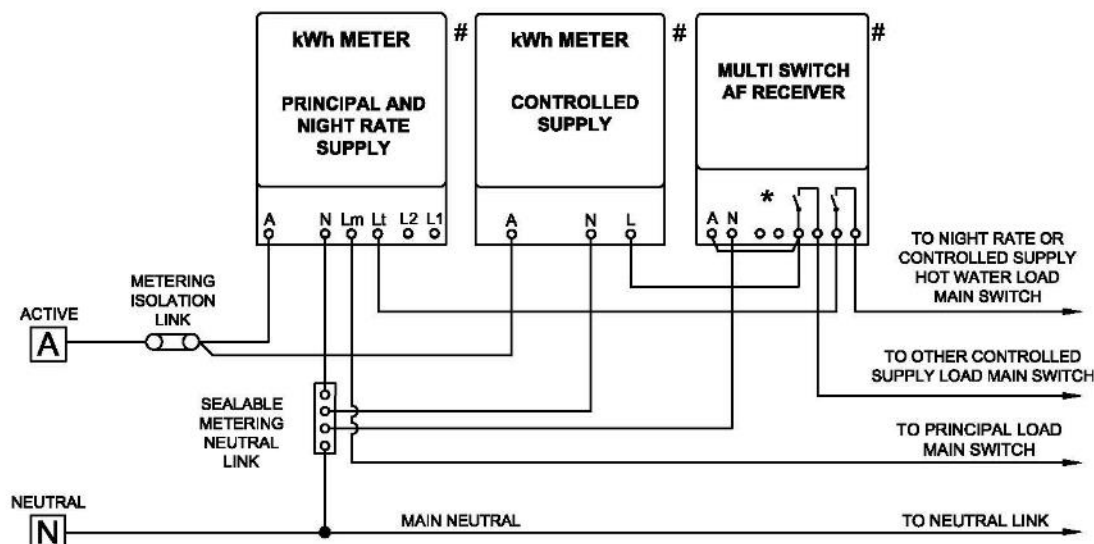 kWh METER
#
PRINCIPAL AND
NIGHT RATE
SUPPLY
A N Lm Lt L2 L1
kWh METER
#
CONTROLLED
SUPPLY
A N L
MULTI SWITCH
AF RECEIVER
#
*
A N
METERING
ISOLATION
LINK
ACTIVE
A
SEALABLE
METERING
NEUTRAL
LINK
NEUTRAL
N
MAIN NEUTRAL
TO NIGHT RATE OR
CONTROLLED SUPPLY
HOT WATER LOAD
MAIN SWITCH
TO OTHER CONTROLLED
SUPPLY LOAD MAIN SWITCH
TO PRINCIPAL LOAD
MAIN SWITCH
TO NEUTRAL LINK